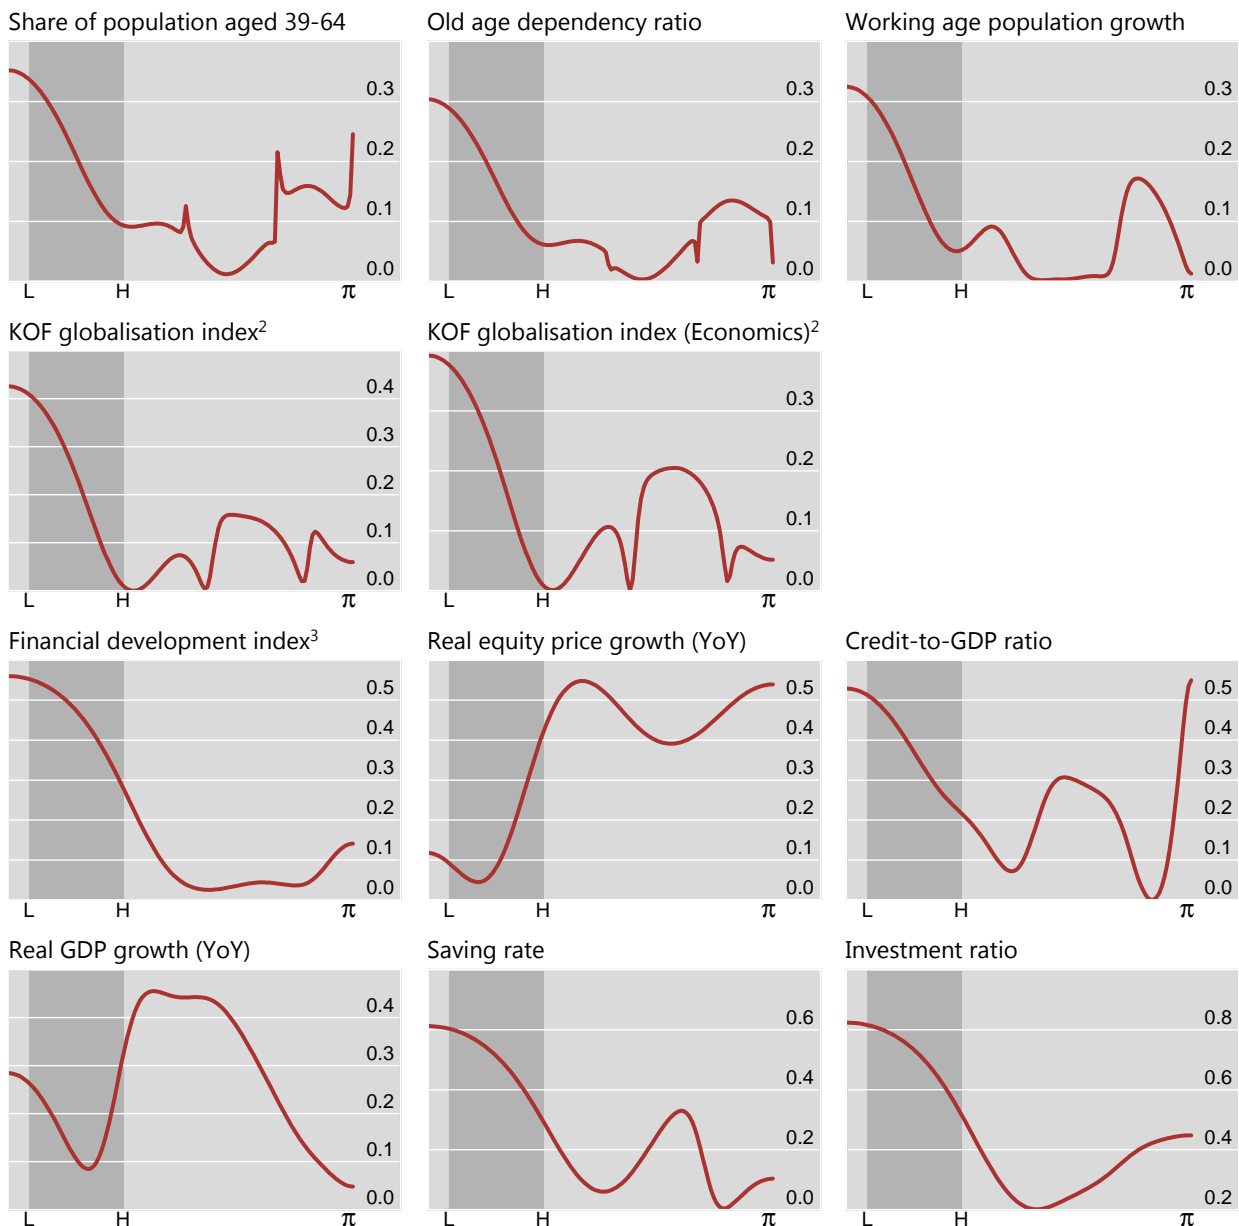 Share of population aged 39-64
Old age dependency ratio
Working age population growth
0.3
0.2
0.1
0.0
L H π
0.3
0.2
0.1
0.0
L H π
0.3
0.2
0.1
0.0
L H π
KOF globalisation index²
KOF globalisation index (Economics)²
0.4
0.3
0.2
0.1
0.0
L H π
0.3
0.2
0.1
0.0
L H π
Financial development index³
Real equity price growth (YoY)
Credit-to-GDP ratio
0.5
0.4
0.3
0.2
0.1
0.0
L H π
0.5
0.4
0.3
0.2
0.1
0.0
L H π
0.5
0.4
0.3
0.2
0.1
0.0
L H π
Real GDP growth (YoY)
Saving rate
Investment ratio
0.4
0.3
0.2
0.1
0.0
L H π
0.6
0.4
0.2
0.0
L H π
0.8
0.6
0.4
0.2
L H π